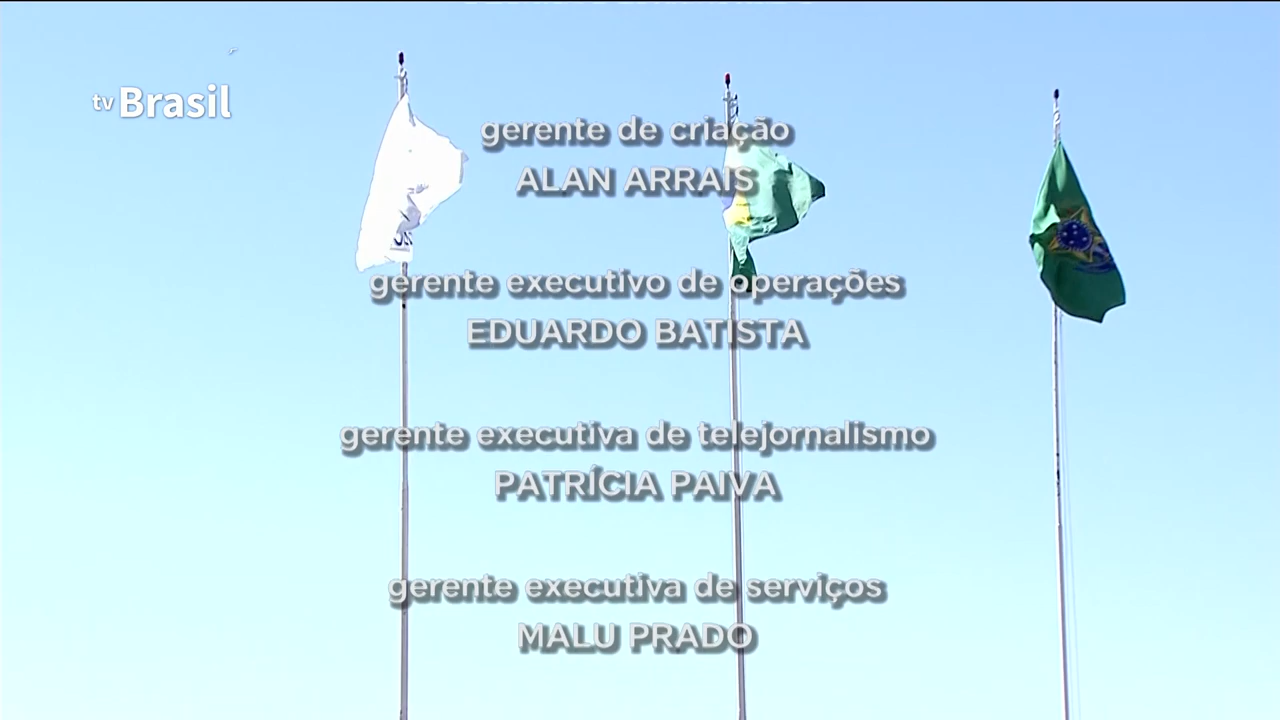 tv Brasil
gerente de criação
ALAN ARRAIS
gerente executivo de operações
EDUARDO BATISTA
gerente executiva de telejornalismo
PATRÍCIA PAIVA
gerente executiva de serviços
MALU PRADO